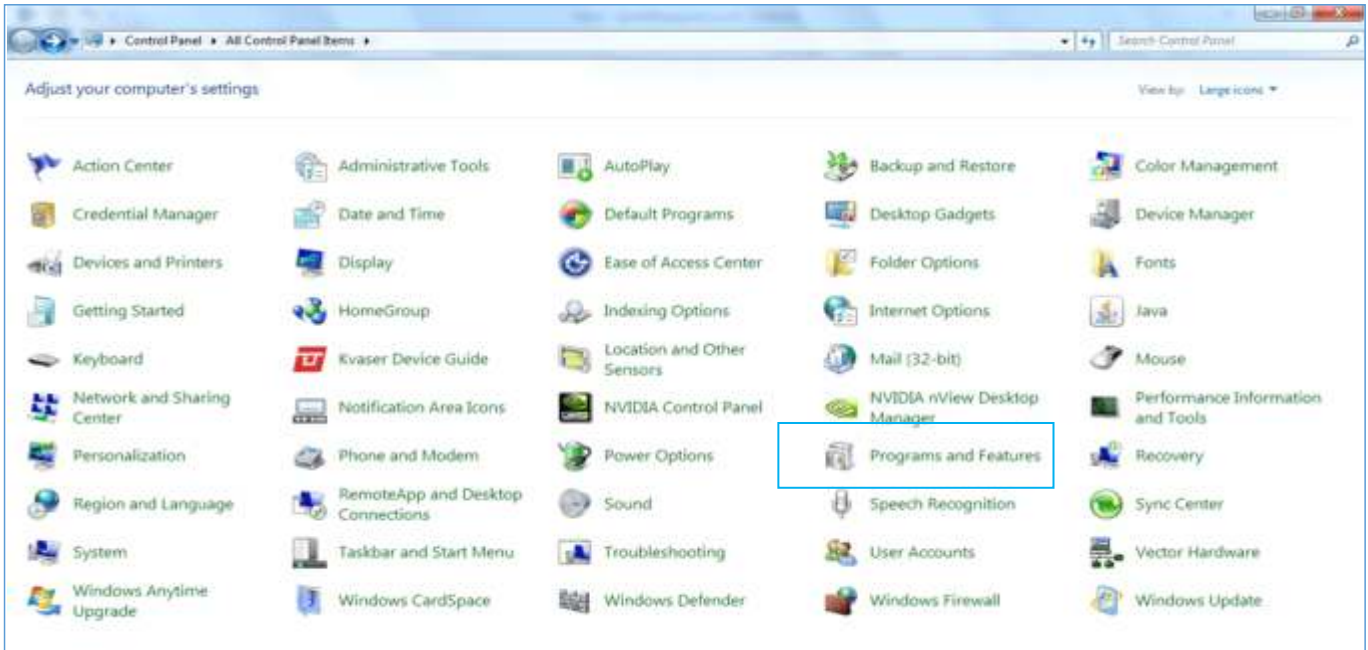 Control Panel All Control Panel Items
Search Control Panel
Adjust your computer's settings
View by: Large icons
Action Center
Administrative Tools
AutoPlay
Backup and Restore
Color Management
Credential Manager
Date and Time
Default Programs
Desktop Gadgets
Device Manager
Devices and Printers
Display
Ease of Access Center
Folder Options
Fonts
Getting Started
HomeGroup
Indexing Options
Internet Options
Java
Keyboard
Kvaser Device Guide
Location and Other
Sensors
Mail (32-bit)
Mouse
Network and Sharing
Center
Notification Area Icons
NVIDIA Control Panel
NVIDIA nView Desktop
Manager
Performance Information
and Tools
Personalization
Phone and Modem
Power Options
Programs and Features
Recovery
Region and Language
RemoteApp and Desktop
Connections
Sound
Speech Recognition
Sync Center
System
Taskbar and Start Menu
Troubleshooting
User Accounts
Vector Hardware
Windows Anytime
Upgrade
Windows CardSpace
Windows Defender
Windows Firewall
Windows Update